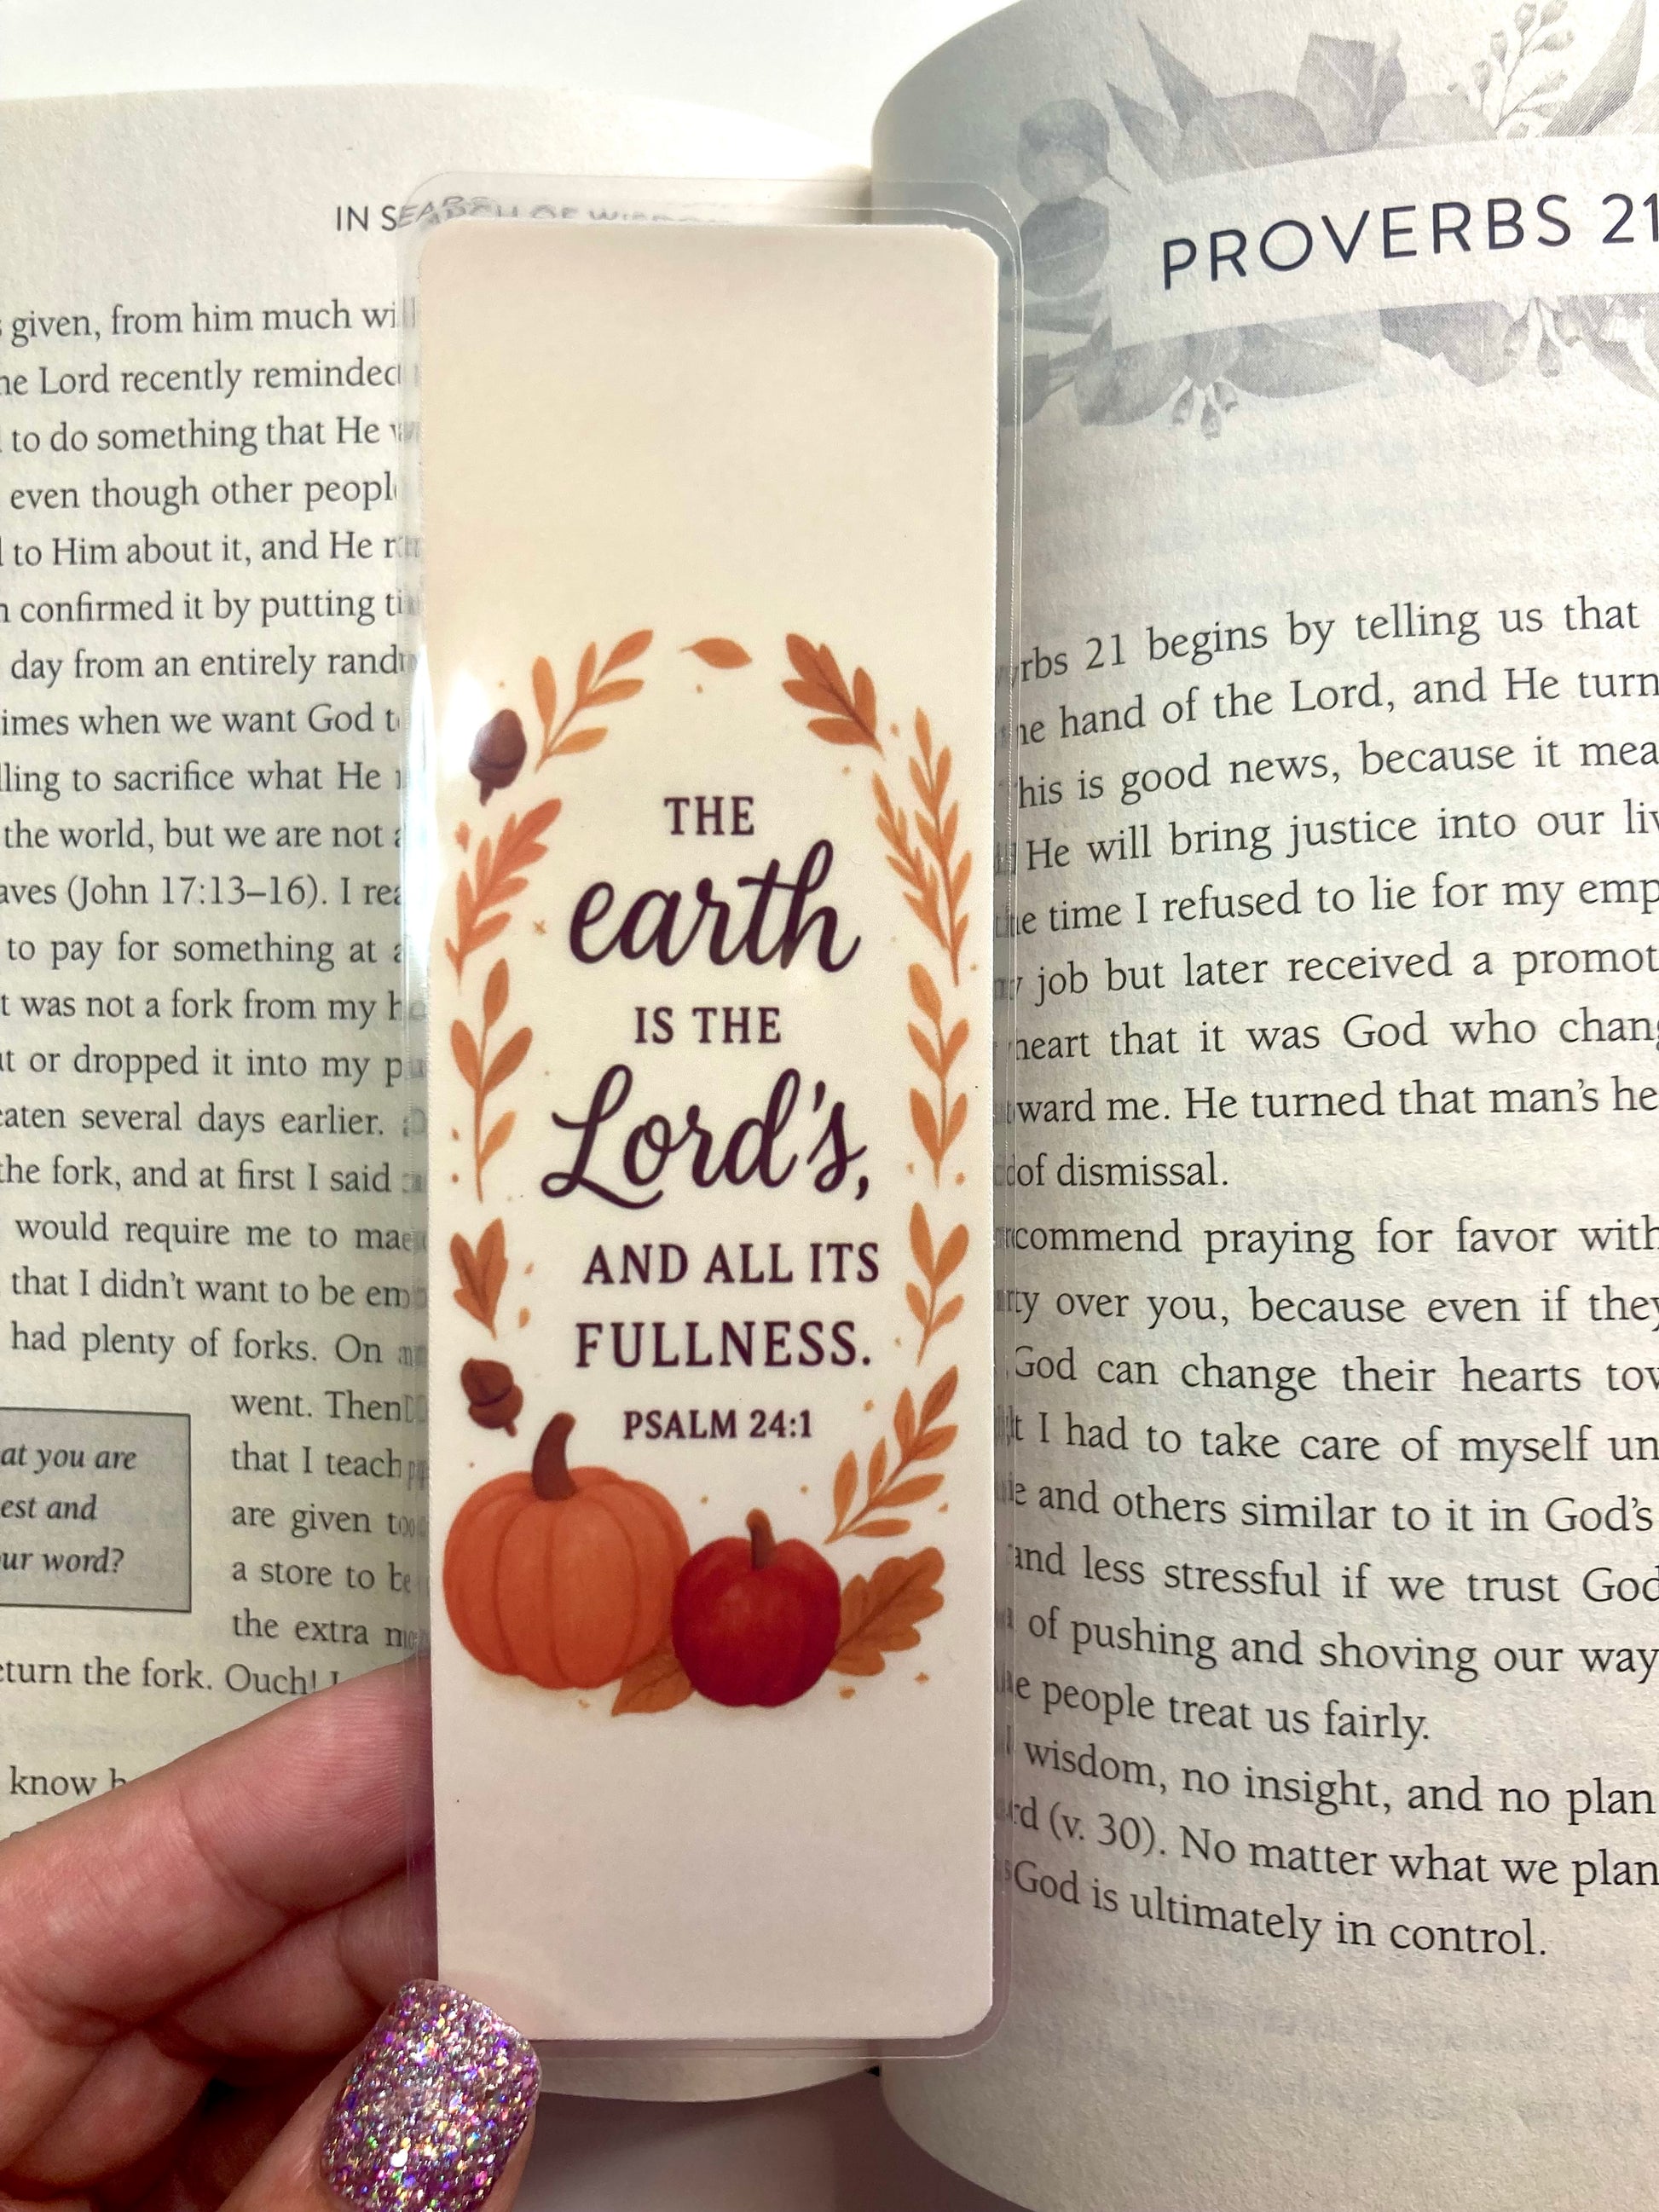 IN SEARCH OF WISDOM
given, from him much
Lord recently reminded
to do something that He
even though other
to Him about it, and He
confirmed it by putting
day from an entirely
when we want God
to sacrifice what He
the world, but we are not
(John 17:13–16). I
to pay for something at
was not a fork from my
or dropped it into my
eaten several days earlier.
the fork, and at first I said
would require me to
that I didn't want to be
had plenty of forks. On
went. Then
that I teach
are given
a store to be
the extra
return the fork. Ouch! I
know
at you are
and
word?
THE
earth
IS THE
Lord's,
AND ALL ITS
FULLNESS.
PSALM 24:1
PROVERBS 21
21 begins by telling us that
hand of the Lord, and He
is good news, because it
He will bring justice into our
time I refused to lie for my
job but later received a
heart that it was God who
me. He turned that man's
of dismissal.
praying for favor with
over you, because even if
God can change their hearts
I had to take care of myself
and others similar to it in God's
and less stressful if we trust God
of pushing and shoving our way
people treat us fairly.
wisdom, no insight, and no plan
(v. 30). No matter what we plan
God is ultimately in control.